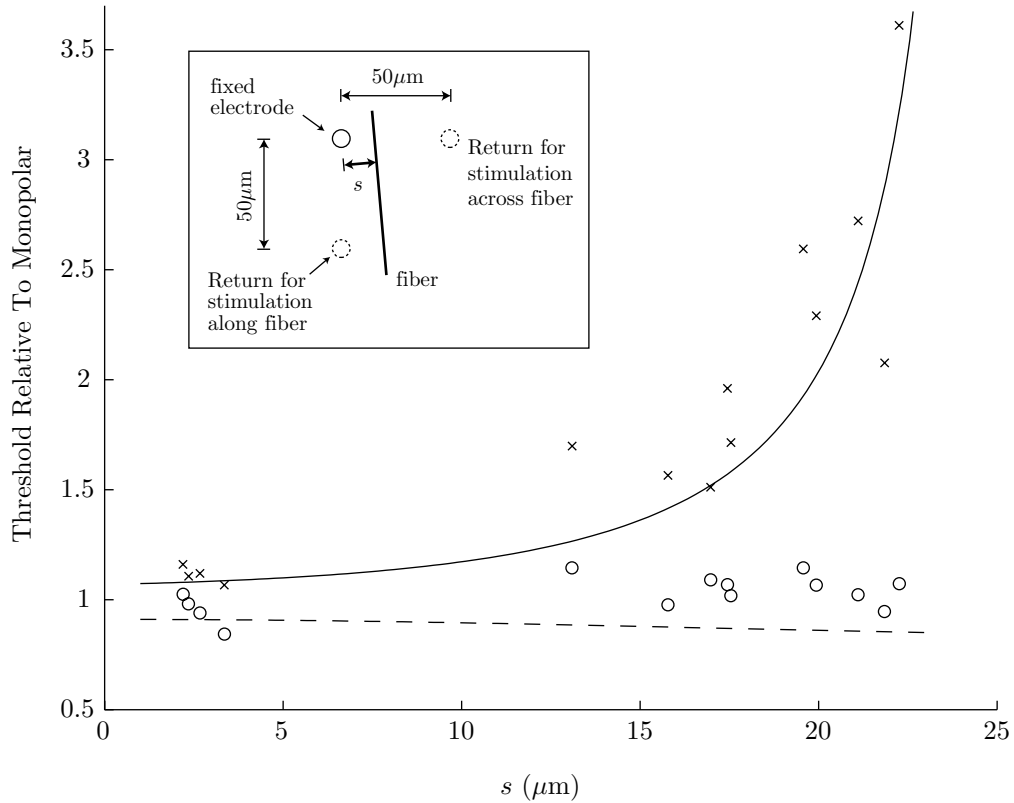 Threshold Relative To Monopolar
3.5
3
2.5
2
1.5
1
0.5
0
5
10
15
20
25
s (μm)
fixed
electrode
50μm
Return for
stimulation
across fiber
s
50μm
Return for
stimulation
along fiber
fiber